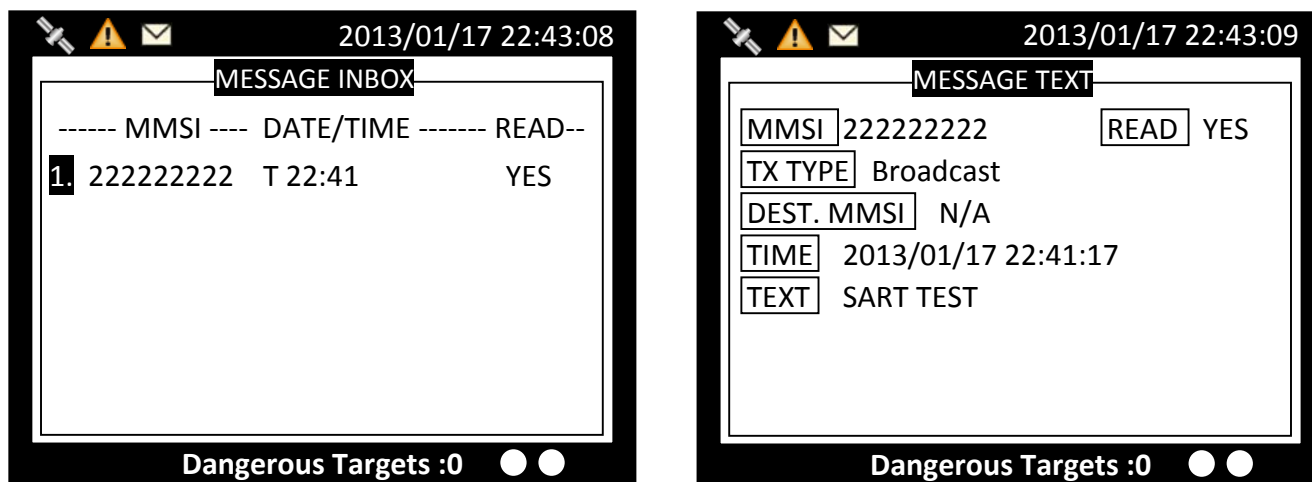 2013/01/17 22:43:08
MESSAGE INBOX
------ MMSI ---- DATE/TIME ------- READ--
1. 222222222 T 22:41 YES
Dangerous Targets :0
2013/01/17 22:43:09
MESSAGE TEXT
MMSI 222222222 READ YES
TX TYPE Broadcast
DEST. MMSI N/A
TIME 2013/01/17 22:41:17
TEXT SART TEST
Dangerous Targets :0